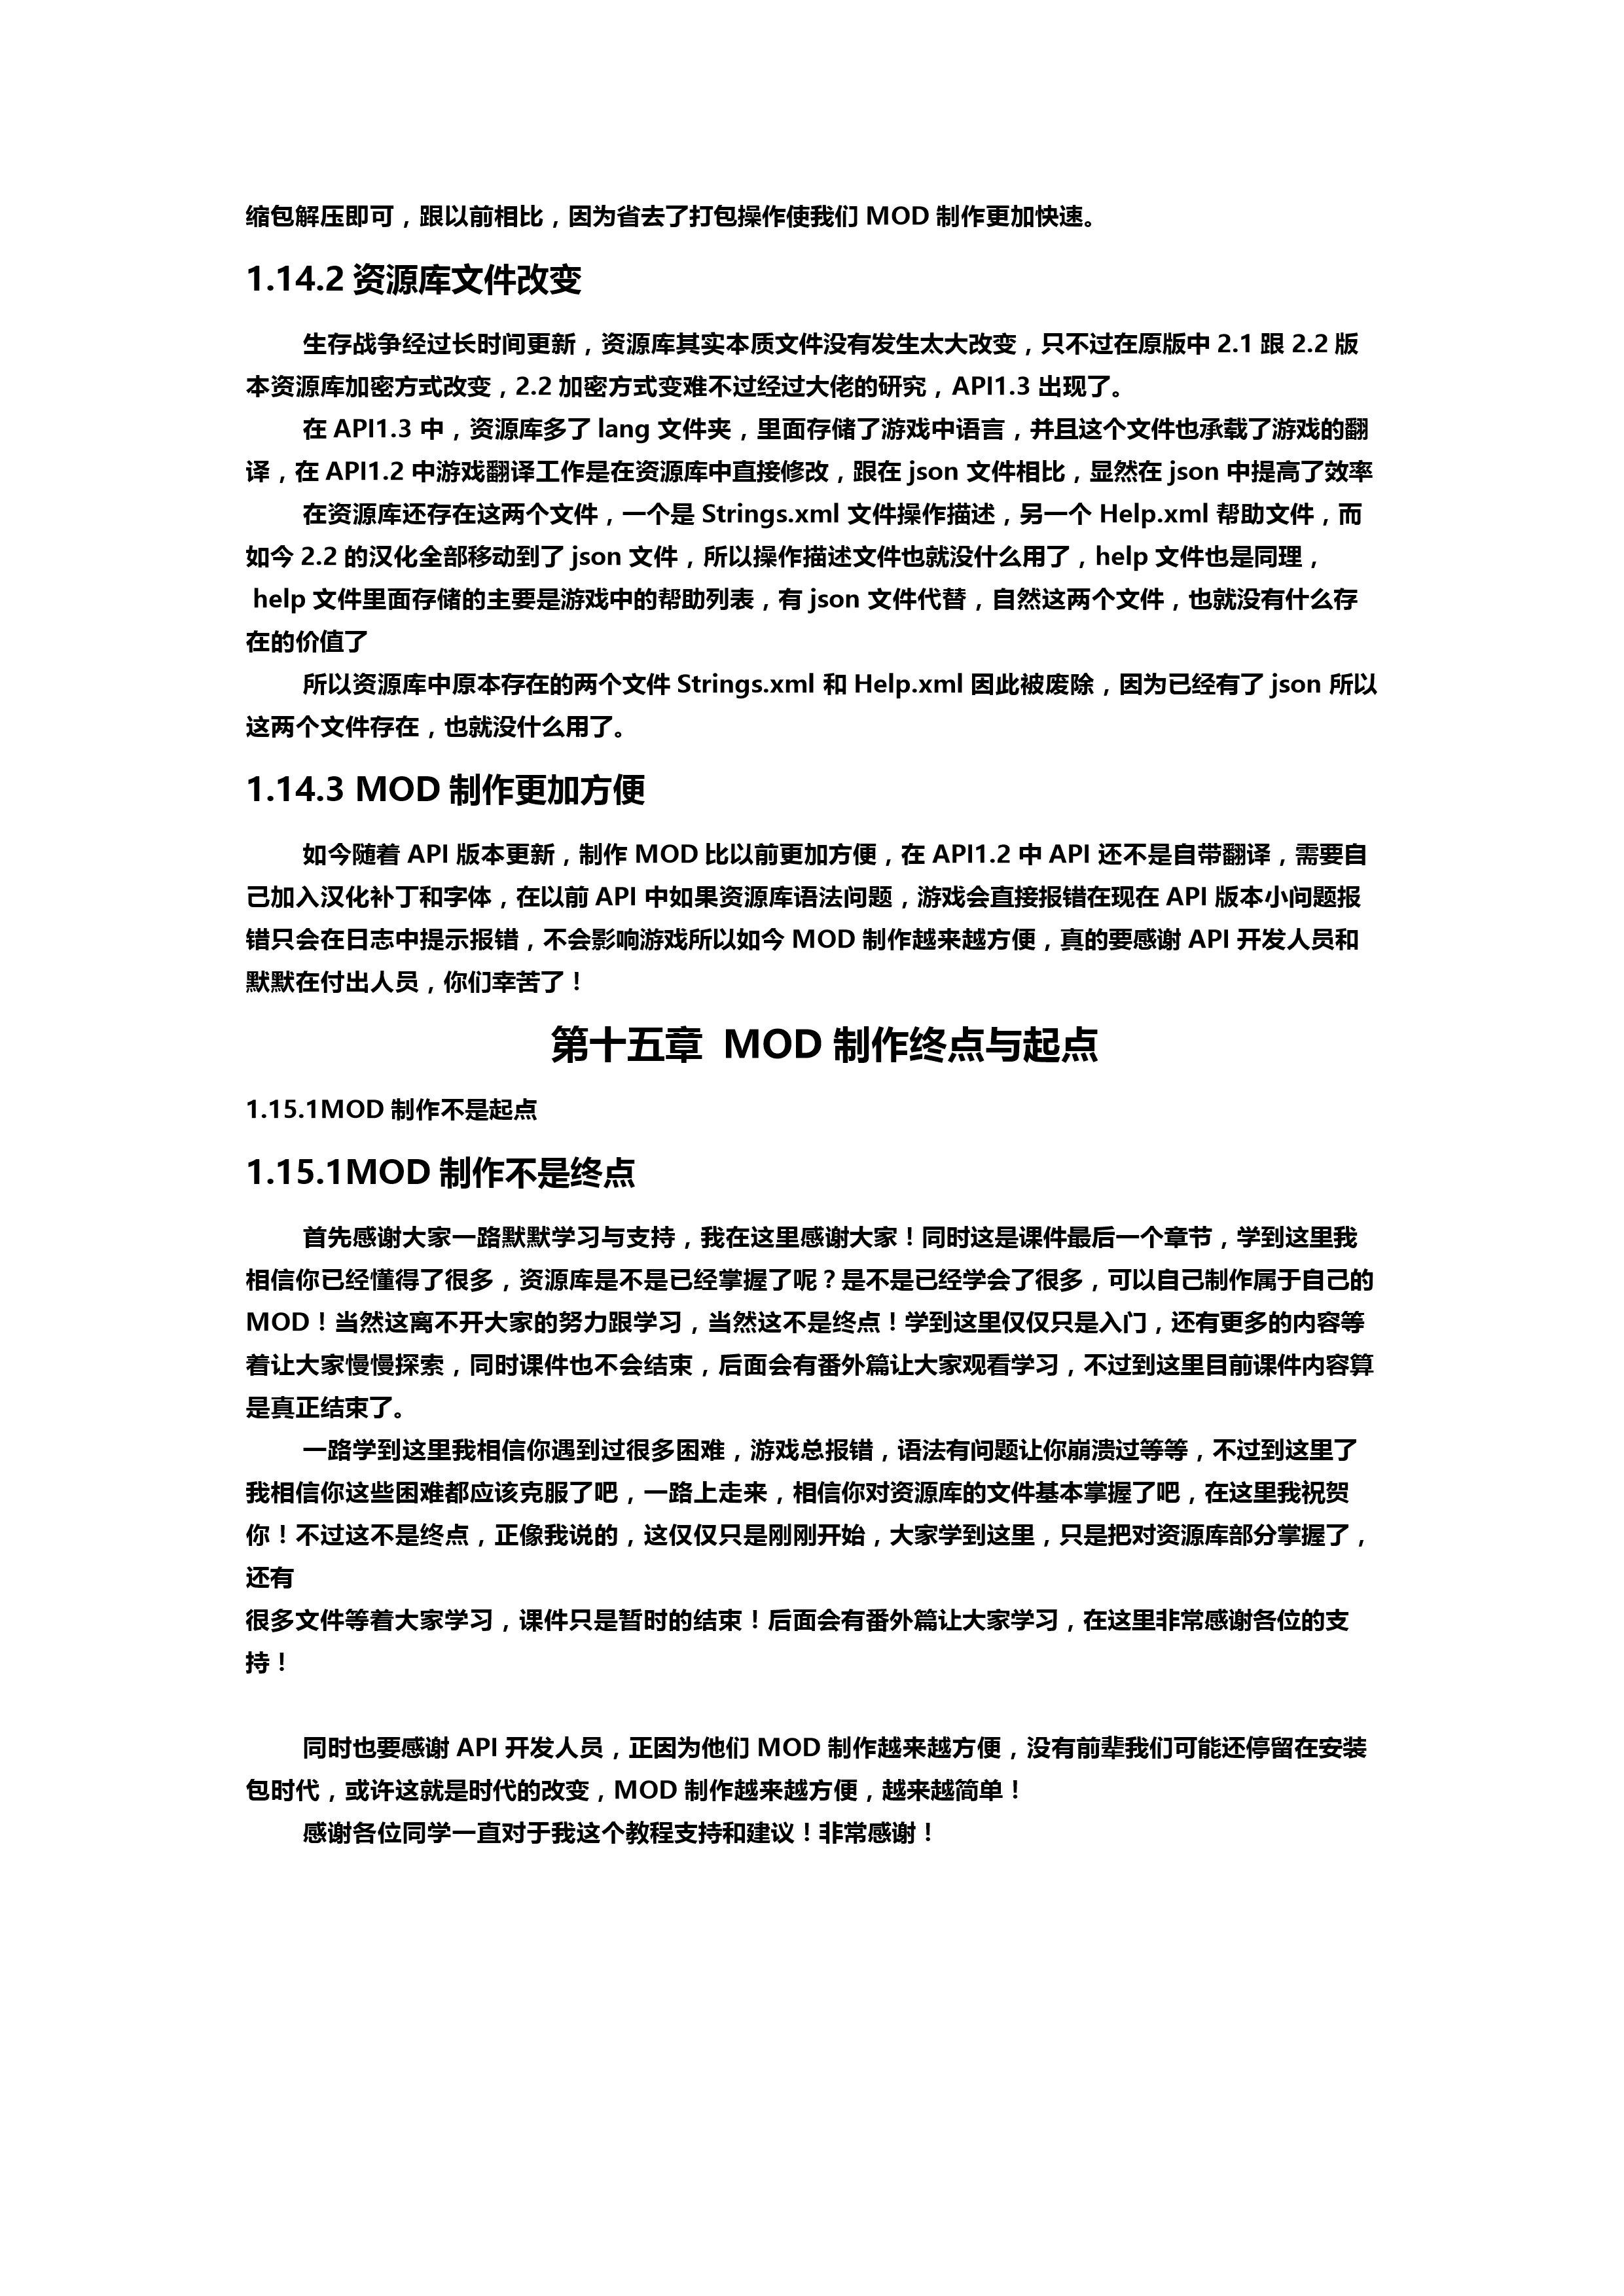 缩包解压即可，跟以前相比，因为省去了打包操作使我们 MOD 制作更加快速。
1.14.2 资源库文件改变
生存战争经过长时间更新，资源库其实本质文件没有发生太大改变，只不过在原版中 2.1 跟 2.2 版
本资源库加密方式改变，2.2 加密方式变难不过经过大佬的研究，API1.3 出现了。
在 API1.3 中，资源库多了 lang 文件夹，里面存储了游戏中语言，并且这个文件也承载了游戏的翻
译，在 API1.2 中游戏翻译工作是在资源库中直接修改，跟在 json 文件相比，显然在 json 中提高了效率
在资源库还存在这两个文件，一个是 Strings.xml 文件操作描述，另一个 Help.xml 帮助文件，而
如今 2.2 的汉化全部移动到了 json 文件，所以操作描述文件也就没什么用了，help 文件也是同理，
help 文件里面存储的主要是游戏中的帮助列表，有 json 文件代替，自然这两个文件，也就没有什么存
在的价值了
所以资源库中原本存在的两个文件 Strings.xml 和 Help.xml 因此被废除，因为已经有了 json 所以
这两个文件存在，也就没什么用了。
1.14.3 MOD 制作更加方便
如今随着 API 版本更新，制作 MOD 比以前更加方便，在 API1.2 中 API 还不是自带翻译，需要自
己加入汉化补丁和字体，在以前 API 中如果资源库语法问题，游戏会直接报错在现在 API 版本小问题报
错只会在日志中提示报错，不会影响游戏所以如今 MOD 制作越来越方便，真的要感谢 API 开发人员和
默默在付出人员，你们幸苦了！
第十五章 MOD 制作终点与起点
1.15.1MOD 制作不是起点
1.15.1MOD 制作不是终点
首先感谢大家一路默默学习与支持，我在这里感谢大家！同时这是课件最后一个章节，学到这里我
相信你已经懂得了很多，资源库是不是已经掌握了呢？是不是已经学会了很多，可以自己制作属于自己的
MOD！当然这离不开大家的努力跟学习，当然这不是终点！学到这里仅仅只是入门，还有更多的内容等
着让大家慢慢探索，同时课件也不会结束，后面会有番外篇让大家观看学习，不过到这里目前课件内容算
是真正结束了。
一路学到这里我相信你遇到过很多困难，游戏总报错，语法有问题让你崩溃过等等，不过到这里了
我相信你这些困难都应该克服了吧，一路上走来，相信你对资源库的文件基本掌握了吧，在这里我祝贺
你！不过这不是终点，正像我说的，这仅仅只是刚刚开始，大家学到这里，只是把对资源库部分掌握了，
还有
很多文件等着大家学习，课件只是暂时的结束！后面会有番外篇让大家学习，在这里非常感谢各位的支
持！
同时也要感谢 API 开发人员，正因为他们 MOD 制作越来越方便，没有前辈我们可能还停留在安装
包时代，或许这就是时代的改变，MOD 制作越来越方便，越来越简单！
感谢各位同学一直对于我这个教程支持和建议！非常感谢！